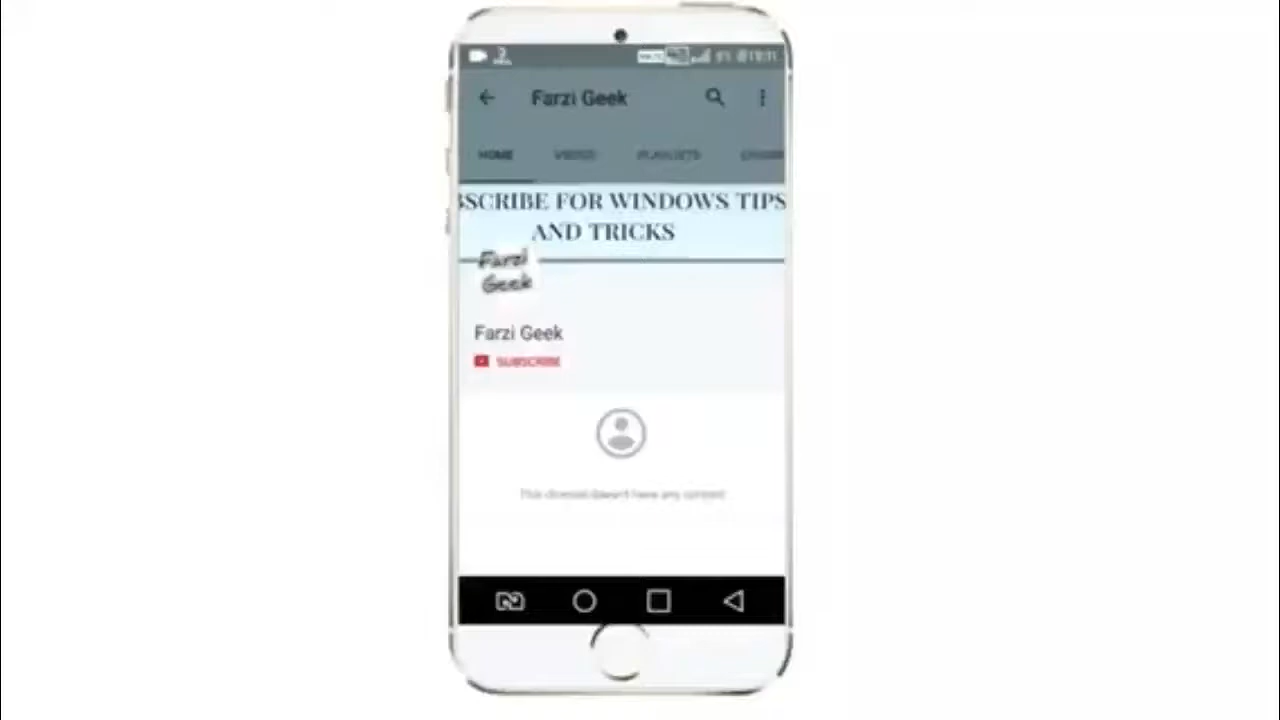 Farzi Geek
HOME VIDEOS PLAYLISTS
BSCRIBE FOR WINDOWS TIPS
AND TRICKS
Farzi
Geek
Farzi Geek
SUBSCRIBE
This channel doesn't have any content